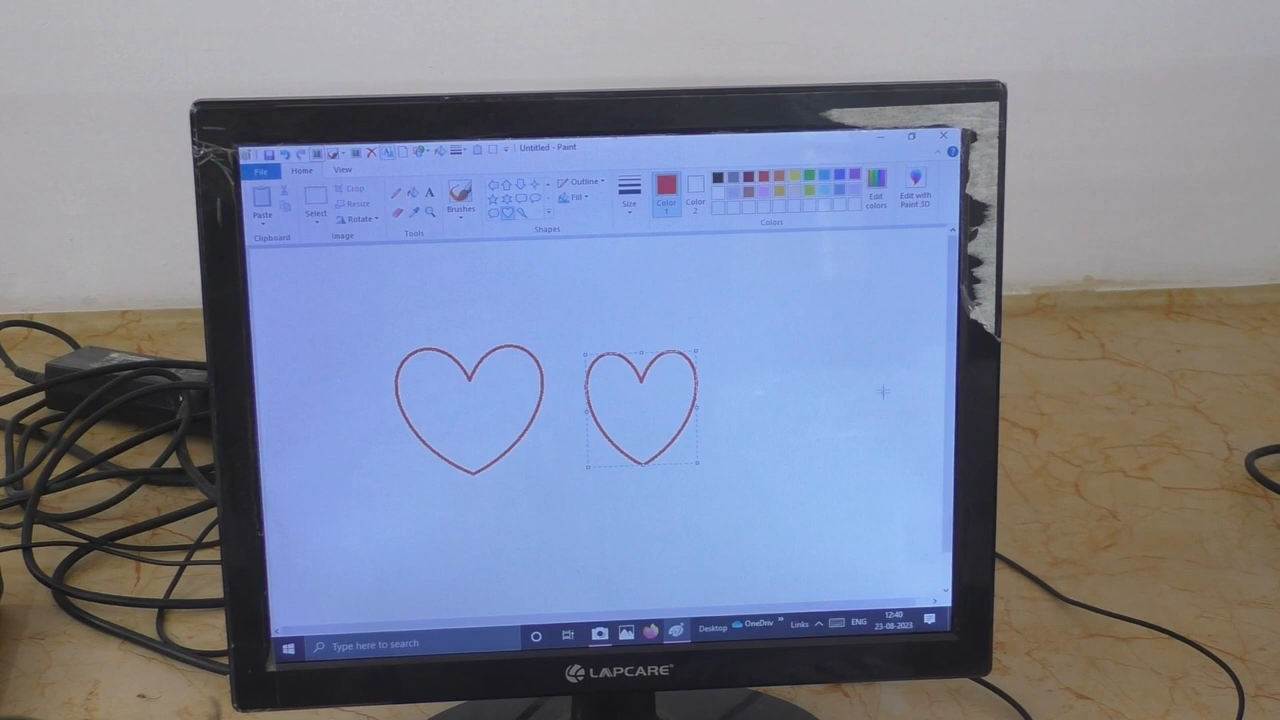 Untitled - Paint
File Home View
Paste
Clipboard
Select
Crop
Resize
Rotate
Image
A
Tools
Brushes
Shapes
Outline
Fill
Size
Color 1
Color 2
Colors
Edit colors
Edit with Paint 3D
Type here to search
Desktop OneDriv » Links ENG
12:40
23-08-2023
LAPCARE®